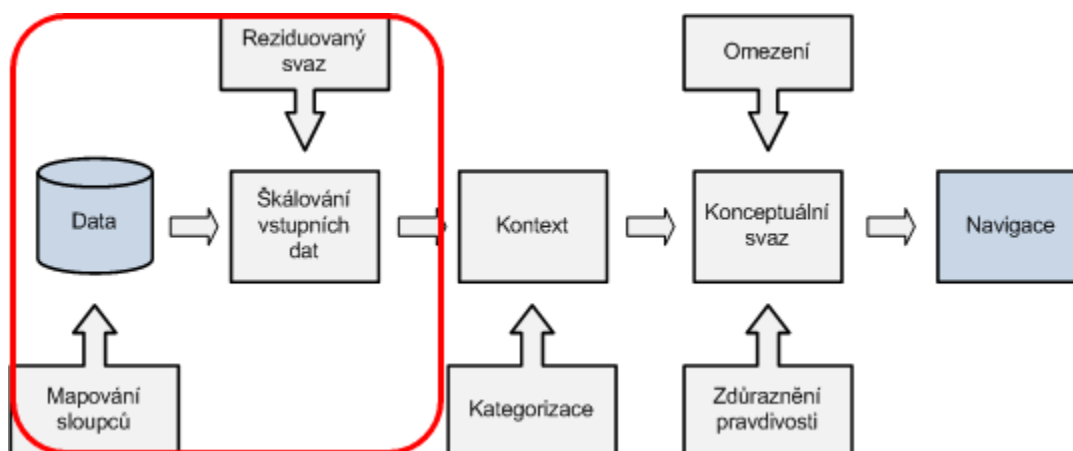 Reziduovaný
svaz
Omezení
Data
Škálování
vstupních
dat
Kontext
Konceptuální
svaz
Navigace
Mapování
sloupců
Kategorizace
Zdůraznění
pravdivosti